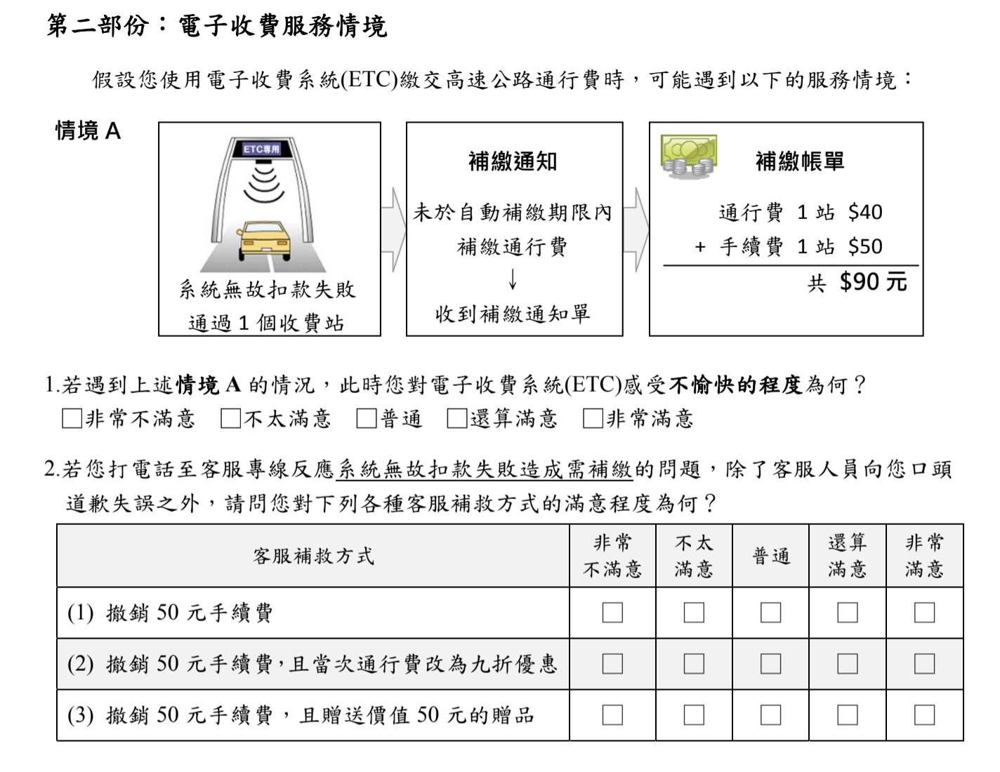 第二部份：電子收費服務情境
假設您使用電子收費系統(ETC)繳交高速公路通行費時，可能遇到以下的服務情境：
情境 A
ETC專用
系統無故扣款失敗
通過 1 個收費站
補繳通知
未於自動補繳期限內
補繳通行費
↓
收到補繳通知單
補繳帳單
通行費 1 站 $40
+ 手續費 1 站 $50
共 $90 元
1.若遇到上述情境 A 的情況，此時您對電子收費系統(ETC)感受不愉快的程度為何？
□非常不滿意 □不太滿意 □普通 □還算滿意 □非常滿意
2.若您打電話至客服專線反應系統無故扣款失敗造成需補繳的問題，除了客服人員向您口頭
道歉失誤之外，請問您對下列各種客服補救方式的滿意程度為何？
客服補救方式 非常 不太 普通 還算 非常
不滿意 滿意 滿意 滿意
(1) 撤銷 50 元手續費 □ □ □ □ □
(2) 撤銷 50 元手續費，且當次通行費改為九折優惠 □ □ □ □ □
(3) 撤銷 50 元手續費，且贈送價值 50 元的贈品 □ □ □ □ □